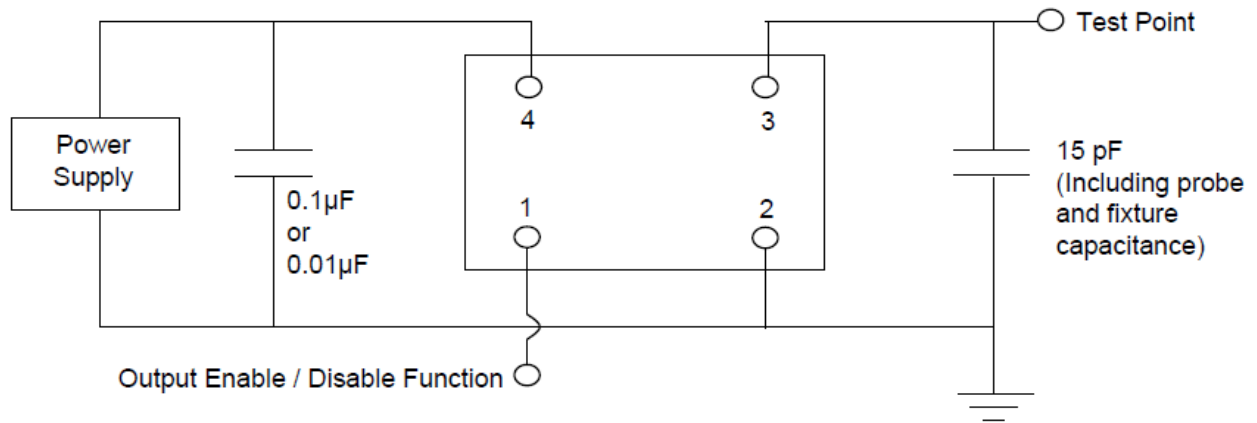 Test Point
4
3
Power
Supply
15 pF
(Including probe
and fixture
capacitance)
0.1µF
or
0.01µF
1
2
Output Enable / Disable Function